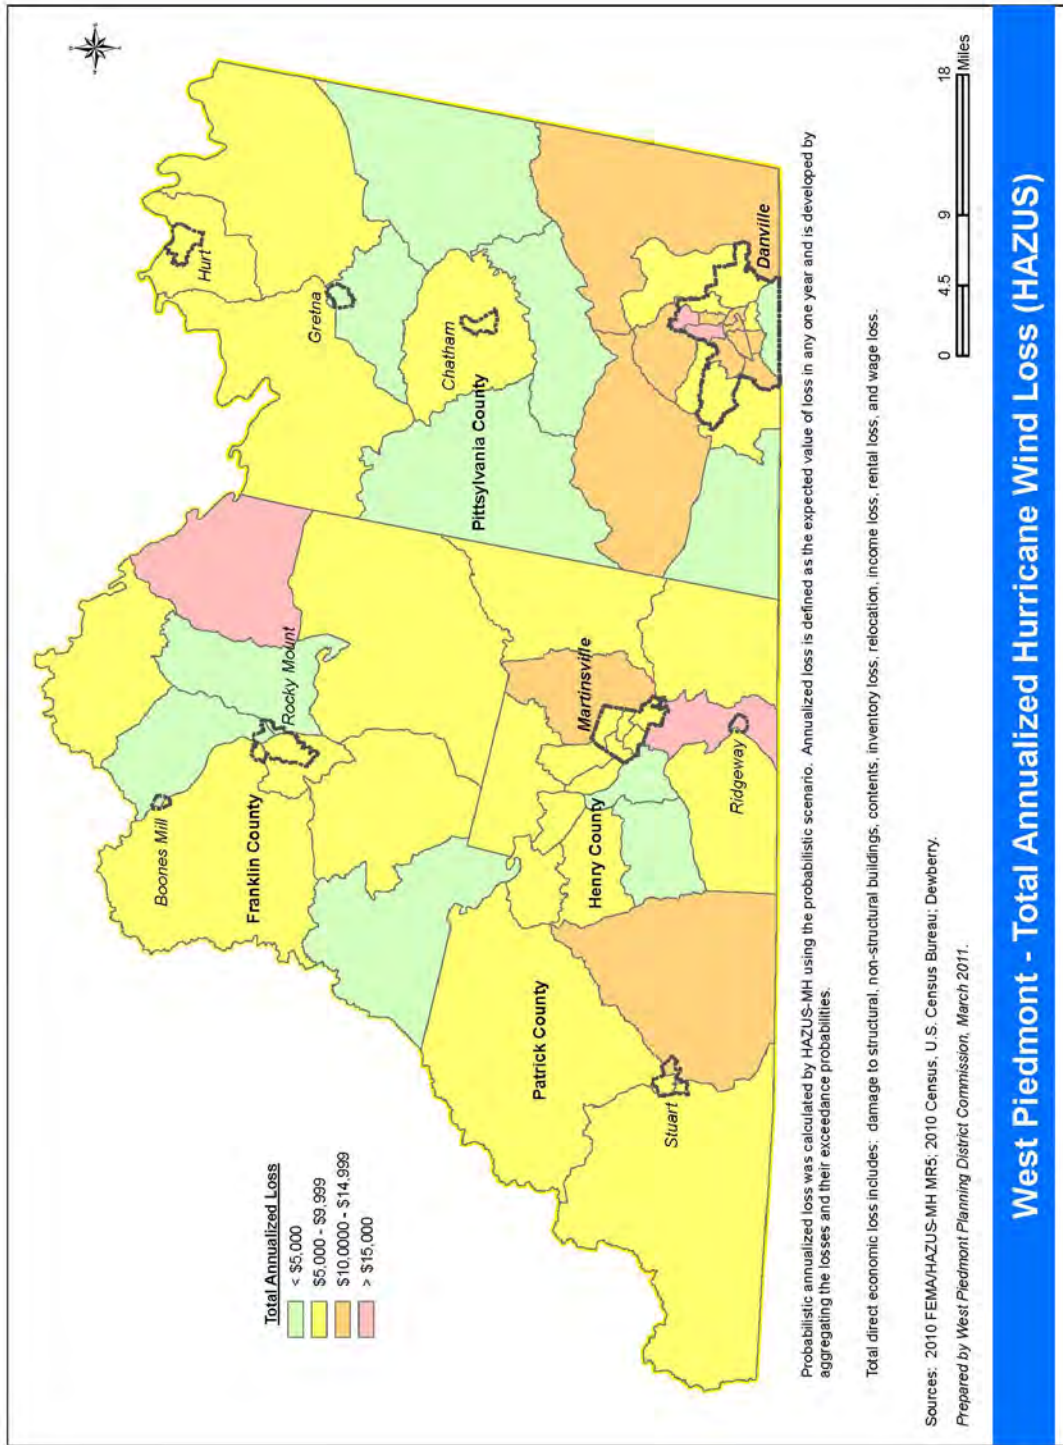 Hurt
Gretna
Chatham
Pittsylvania County
Danville
Boones Mill
Rocky Mount
Franklin County
Martinsville
Henry County
Ridgeway
Patrick County
Stuart
Total Annualized Loss
< $5,000
$5,000 - $9,999
$10,0000 - $14,999
> $15,000
Probabilistic annualized loss was calculated by HAZUS-MH using the probabilistic scenario. Annualized loss is defined as the expected value of loss in any one year and is developed by
aggregating the losses and their exceedance probabilities.
Total direct economic loss includes: damage to structural, non-structural buildings, contents, inventory loss, relocation, income loss, rental loss, and wage loss.
Sources: 2010 FEMA/HAZUS-MH MR5; 2010 Census, U.S. Census Bureau; Dewberry.
Prepared by West Piedmont Planning District Commission, March 2011.
0 4.5 9 18
Miles
West Piedmont - Total Annualized Hurricane Wind Loss (HAZUS)